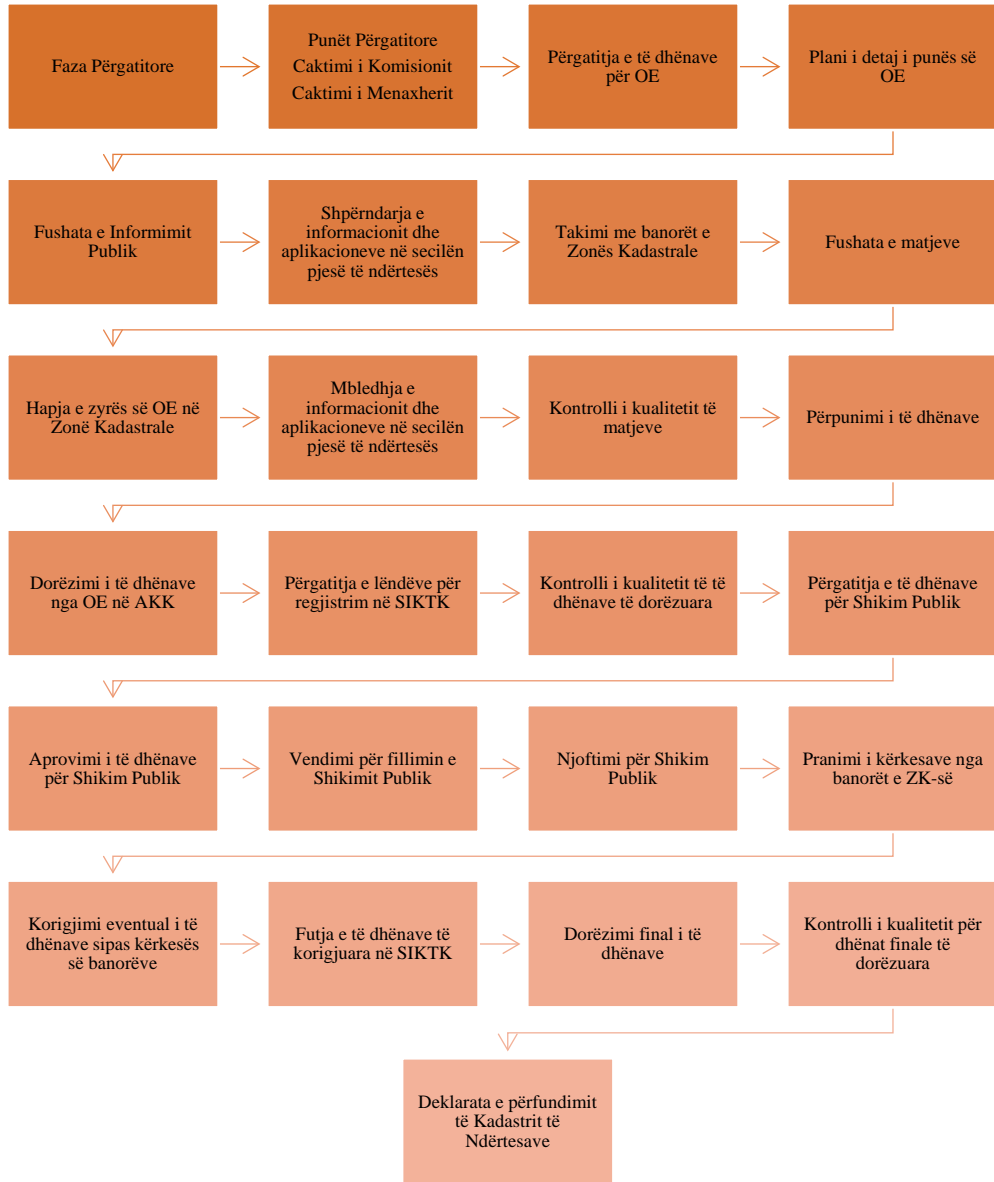 Faza Përgatitore
Punët Përgatitore
Caktimi i Komisionit
Caktimi i Menaxherit
Përgatitja e të dhënave
për OE
Plani i detaj i punës së
OE
Fushata e Informimit
Publik
Shpërndarja e
informacionit dhe
aplikacioneve në secilën
pjesë të ndërtesës
Takimi me banorët e
Zonës Kadastrale
Fushata e matjeve
Hapja e zyrës së OE në
Zonë Kadastrale
Mbledhja e
informacionit dhe
aplikacioneve në secilën
pjesë të ndërtesës
Kontrolli i kualitetit të
matjeve
Përpunimi i të dhënave
Dorëzimi i të dhënave
nga OE në AKK
Përgatitja e lëndëve për
regjistrim në SIKTK
Kontrolli i kualitetit të të
dhënave të dorëzuara
Përgatitja e të dhënave
për Shikim Publik
Aprovimi i të dhënave
për Shikim Publik
Vendimi për fillimin e
Shikimit Publik
Njoftimi për Shikim
Publik
Pranimi i kërkesave nga
banorët e ZK-së
Korigjimi eventual i të
dhënave sipas kërkesës
së banorëve
Futja e të dhënave të
korigjuara në SIKTK
Dorëzimi final i të
dhënave
Kontrolli i kualitetit për
dhënat finale të
dorëzuara
Deklarata e përfundimit
të Kadastrit të
Ndërtesave